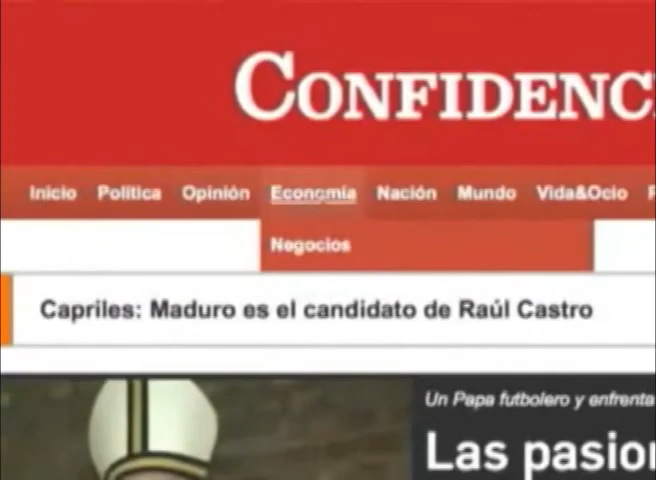 CONFIDENC
Inicio Política Opinión Economía Nación Mundo Vida&Ocio
Negocios
Capriles: Maduro es el candidato de Raúl Castro
Un Papa futbolero y enfrenta
Las pasion